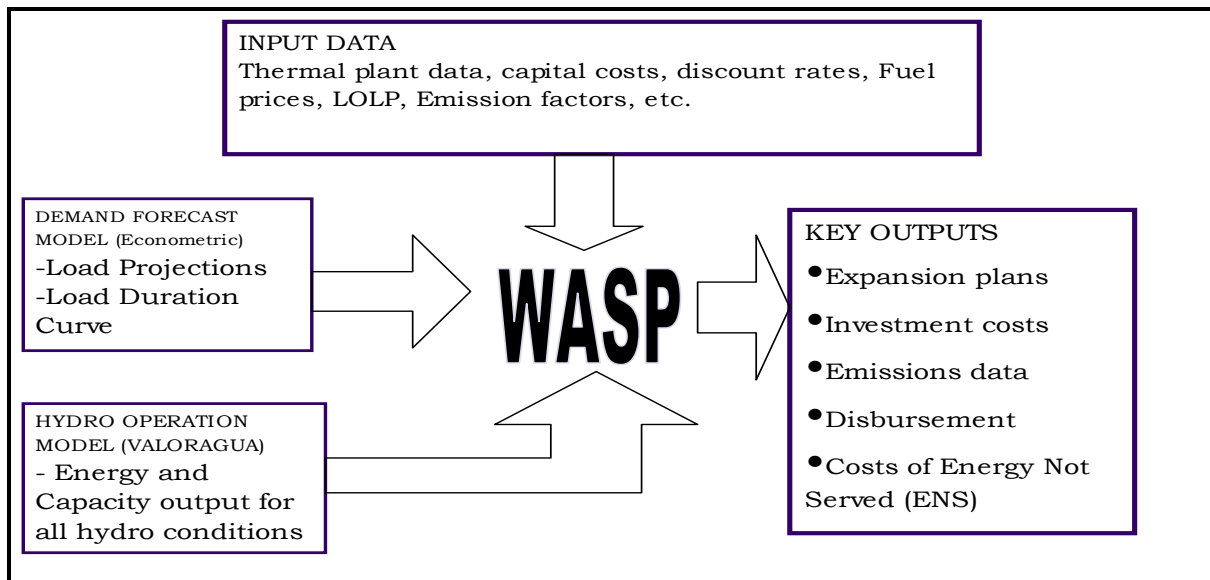 INPUT DATA
Thermal plant data, capital costs, discount rates, Fuel
prices, LOLP, Emission factors, etc.
DEMAND FORECAST
MODEL (Econometric)
-Load Projections
-Load Duration
Curve
WASP
KEY OUTPUTS
•Expansion plans
•Investment costs
•Emissions data
•Disbursement
•Costs of Energy Not
Served (ENS)
HYDRO OPERATION
MODEL (VALORAGUA)
- Energy and
Capacity output for
all hydro conditions